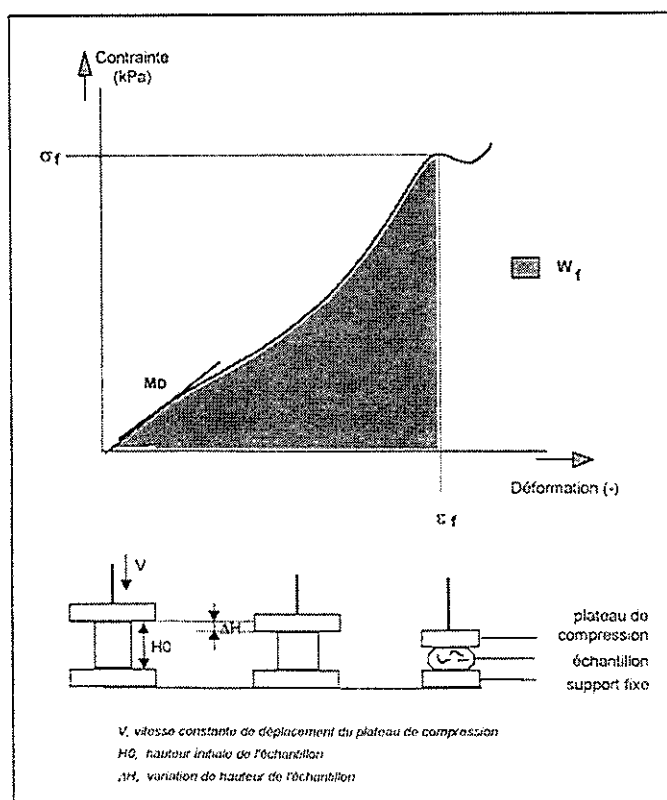 Contrainte
(kPa)
σf
Wf
MD
Déformation (-)
εf
V
H0
ΔH
plateau de
compression
échantillon
support fixe
V, vitesse constante de déplacement du plateau de compression
H0, hauteur initiale de l'échantillon
ΔH, variation de hauteur de l'échantillon